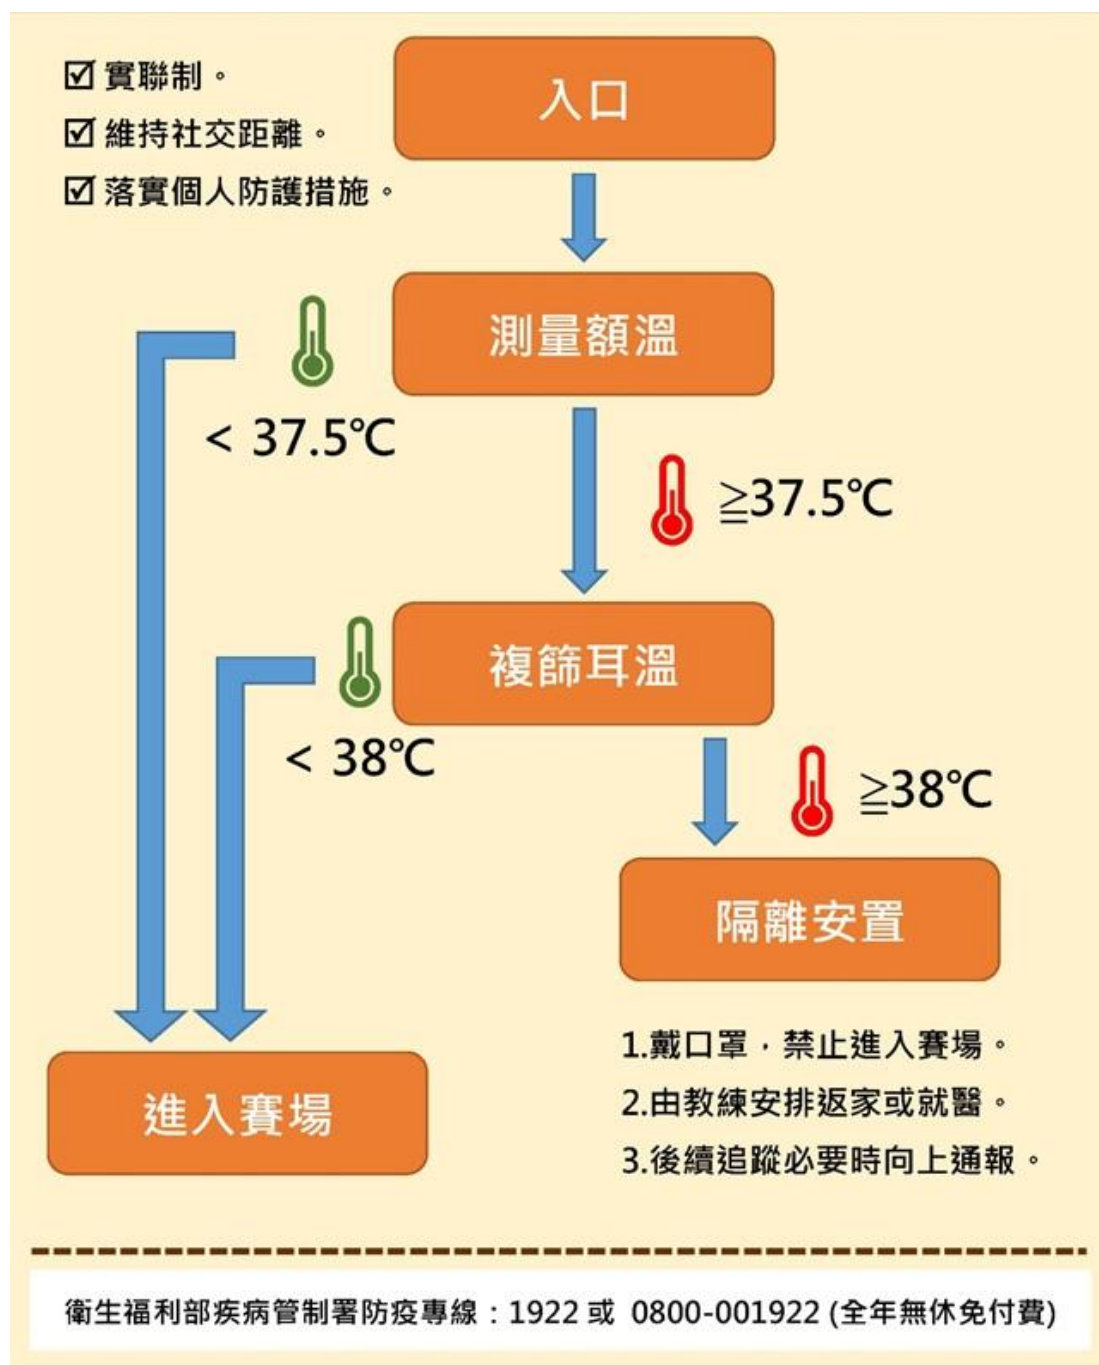 ☑ 實聯制。
☑ 維持社交距離。
☑ 落實個人防護措施。
入口
測量額溫
< 37.5℃
≧37.5℃
複篩耳溫
< 38℃
≧38℃
隔離安置
1.戴口罩，禁止進入賽場。
2.由教練安排返家或就醫。
3.後續追蹤必要時向上通報。
進入賽場
衛生福利部疾病管制署防疫專線：1922 或 0800-001922 (全年無休免付費)